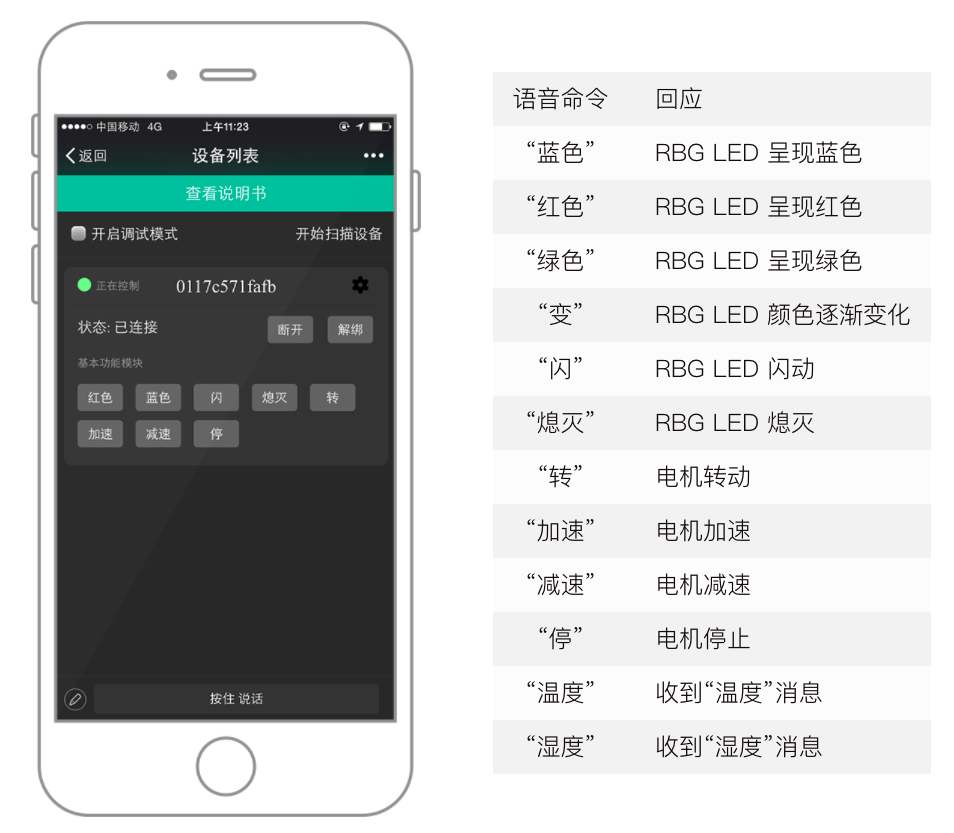 中国移动 4G 上午11:23
返回 设备列表
查看说明书
开启调试模式 开始扫描设备
正在控制 0117c571fafb
状态: 已连接 断开 解绑
基本功能模块
红色 蓝色 闪 熄灭 转
加速 减速 停
按住 说话
语音命令 回应
“蓝色” RBG LED 呈现蓝色
“红色” RBG LED 呈现红色
“绿色” RBG LED 呈现绿色
“变” RBG LED 颜色逐渐变化
“闪” RBG LED 闪动
“熄灭” RBG LED 熄灭
“转” 电机转动
“加速” 电机加速
“减速” 电机减速
“停” 电机停止
“温度” 收到“温度”消息
“湿度” 收到“湿度”消息